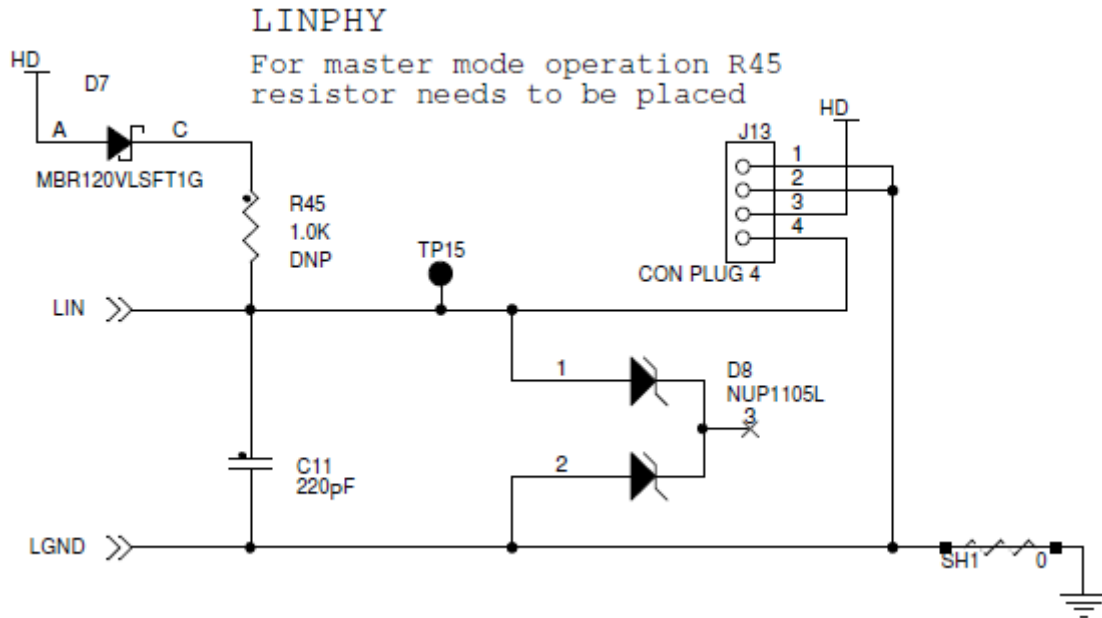 LINPHY
For master mode operation R45
resistor needs to be placed
HD
D7
A
C
MBR120VLSFT1G
R45
1.0K
DNP
TP15
HD
J13
1
2
3
4
CON PLUG 4
LIN
1
D8
NUP1105L
3
2
C11
220pF
LGND
SH1
0